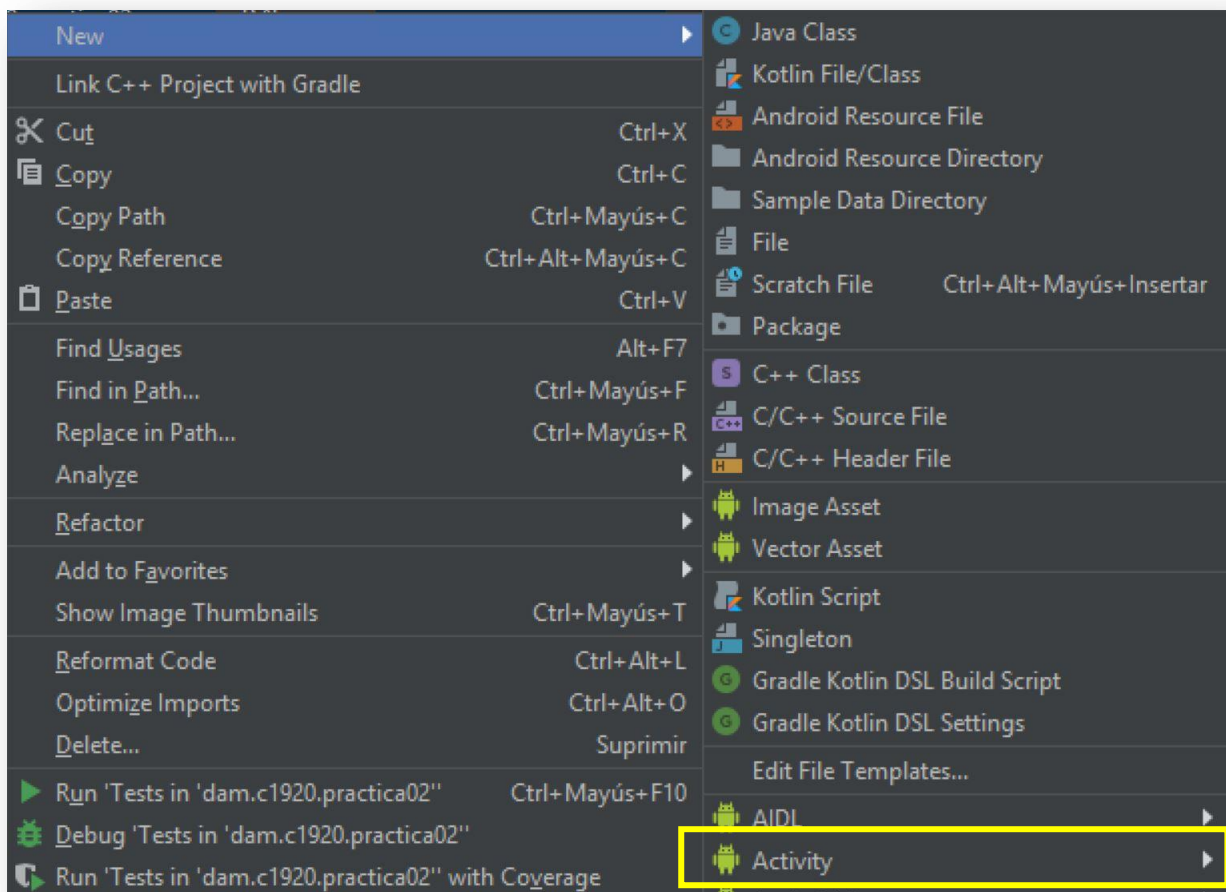 New
Link C++ Project with Gradle
Cut Ctrl+X
Copy Ctrl+C
Copy Path Ctrl+Mayús+C
Copy Reference Ctrl+Alt+Mayús+C
Paste Ctrl+V
Find Usages Alt+F7
Find in Path... Ctrl+Mayús+F
Replace in Path... Ctrl+Mayús+R
Analyze
Refactor
Add to Favorites
Show Image Thumbnails Ctrl+Mayús+T
Reformat Code Ctrl+Alt+L
Optimize Imports Ctrl+Alt+O
Delete... Suprimir
Run 'Tests in 'dam.c1920.practica02'' Ctrl+Mayús+F10
Debug 'Tests in 'dam.c1920.practica02''
Run 'Tests in 'dam.c1920.practica02'' with Coverage
C Java Class
Kotlin File/Class
Android Resource File
Android Resource Directory
Sample Data Directory
File
Scratch File Ctrl+Alt+Mayús+Insertar
Package
S C++ Class
C++ C/C++ Source File
H C/C++ Header File
Image Asset
Vector Asset
Kotlin Script
J Singleton
G Gradle Kotlin DSL Build Script
G Gradle Kotlin DSL Settings
Edit File Templates...
AIDL
Activity